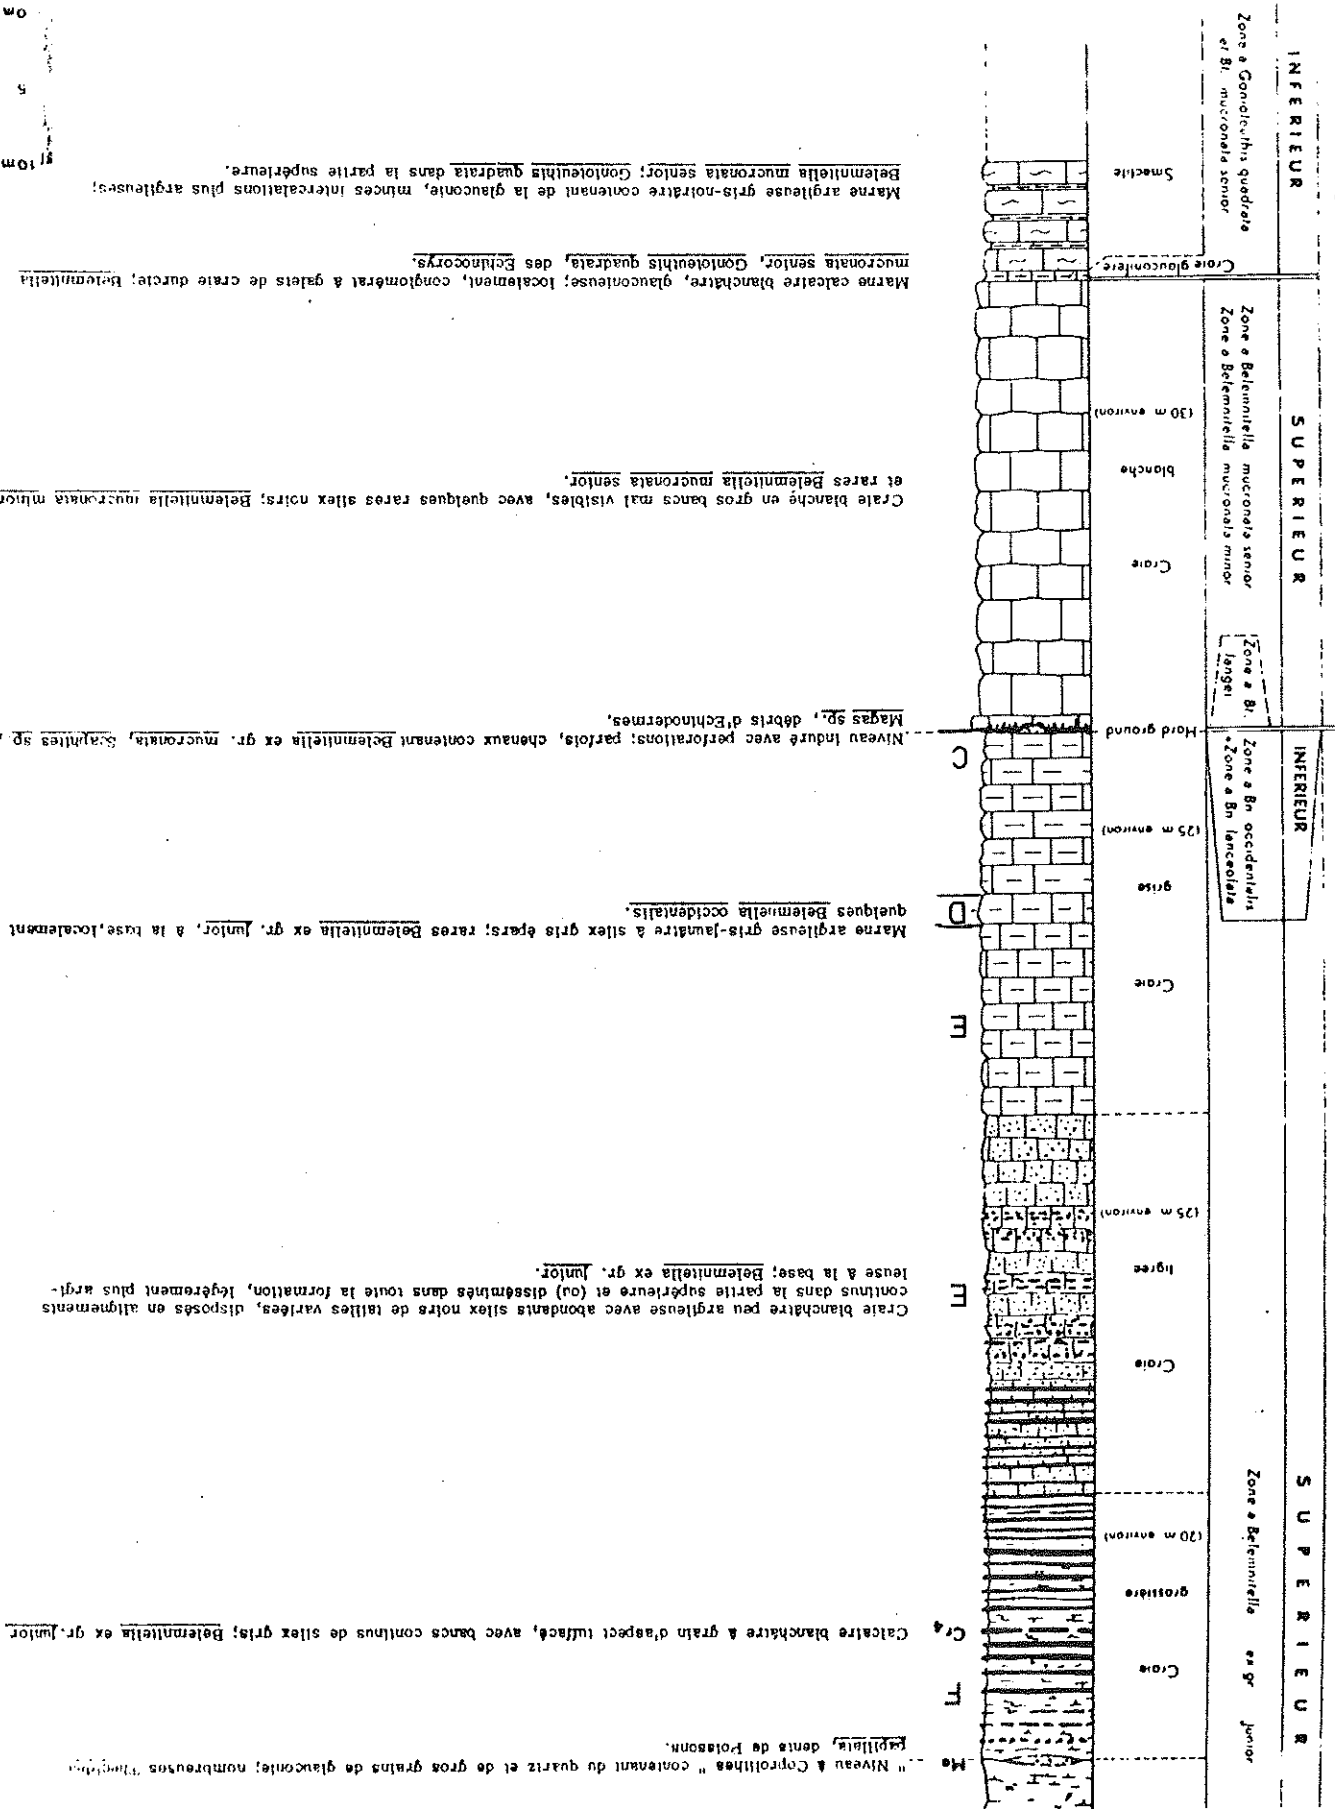 " Niveau à Coprolithes " contenant du quartz et de gros grains de glauconie; nombreuses
papillata, dents de Poissons.
Calcaire blanchâtre à grain d'aspect tuffacé, avec bancs continus de silex gris; Belemnitella ex gr. junior
Craie blanchâtre peu argileuse avec abondants silex noirs de tailles variées, disposés en alignements
continus dans la partie supérieure et (ou) disséminés dans toute la formation, légèrement plus argi-
leuse à la base; Belemnitella ex gr. junior.
Marne argileuse gris-jaunâtre à silex gris épars; rares Belemnitella ex gr. junior, à la base, localement
quelques Belemnella occidentalis.
Niveau induré avec perforations; parfois, chenaux contenant Belemnitella ex gr. mucronata, Scaphites sp.,
Magas sp., débris d'Echinodermes.
Craie blanche en gros bancs mal visibles, avec quelques rares silex noirs; Belemnitella mucronata minor
et rares Belemnitella mucronata senior.
Marne calcaire blanchâtre, glauconieuse; localement, conglomérat à galets de craie durcie; Belemnitella
mucronata senior, Gonioteuthis quadrata, des Echinocorys.
Marne argileuse gris-noirâtre contenant de la glauconie, minces intercalations plus argileuses;
Belemnitella mucronata senior; Gonioteuthis quadrata dans la partie supérieure.
10m
5
0m
Me
T
Cr4
E
E
D
C
Craie
grossière
(20 m environ)
Craie
tigrée
(25 m environ)
Craie
grise
(25 m environ)
Hard ground
Craie
blanche
(30 m environ)
Craie glauconifère
Smectite
Zone a Gonioteuthis quadrata
et Bt. mucronata senior
Zone a Belemnitella mucronata senior
Zone a Belemnitella mucronata minor
Zone a Bt.
langei
Zone a Bn occidentalis
Zone a Bn lanceolata
Zone a Belemnitella ex gr junior
INFERIEUR
SUPERIEUR
INFERIEUR
SUPERIEUR